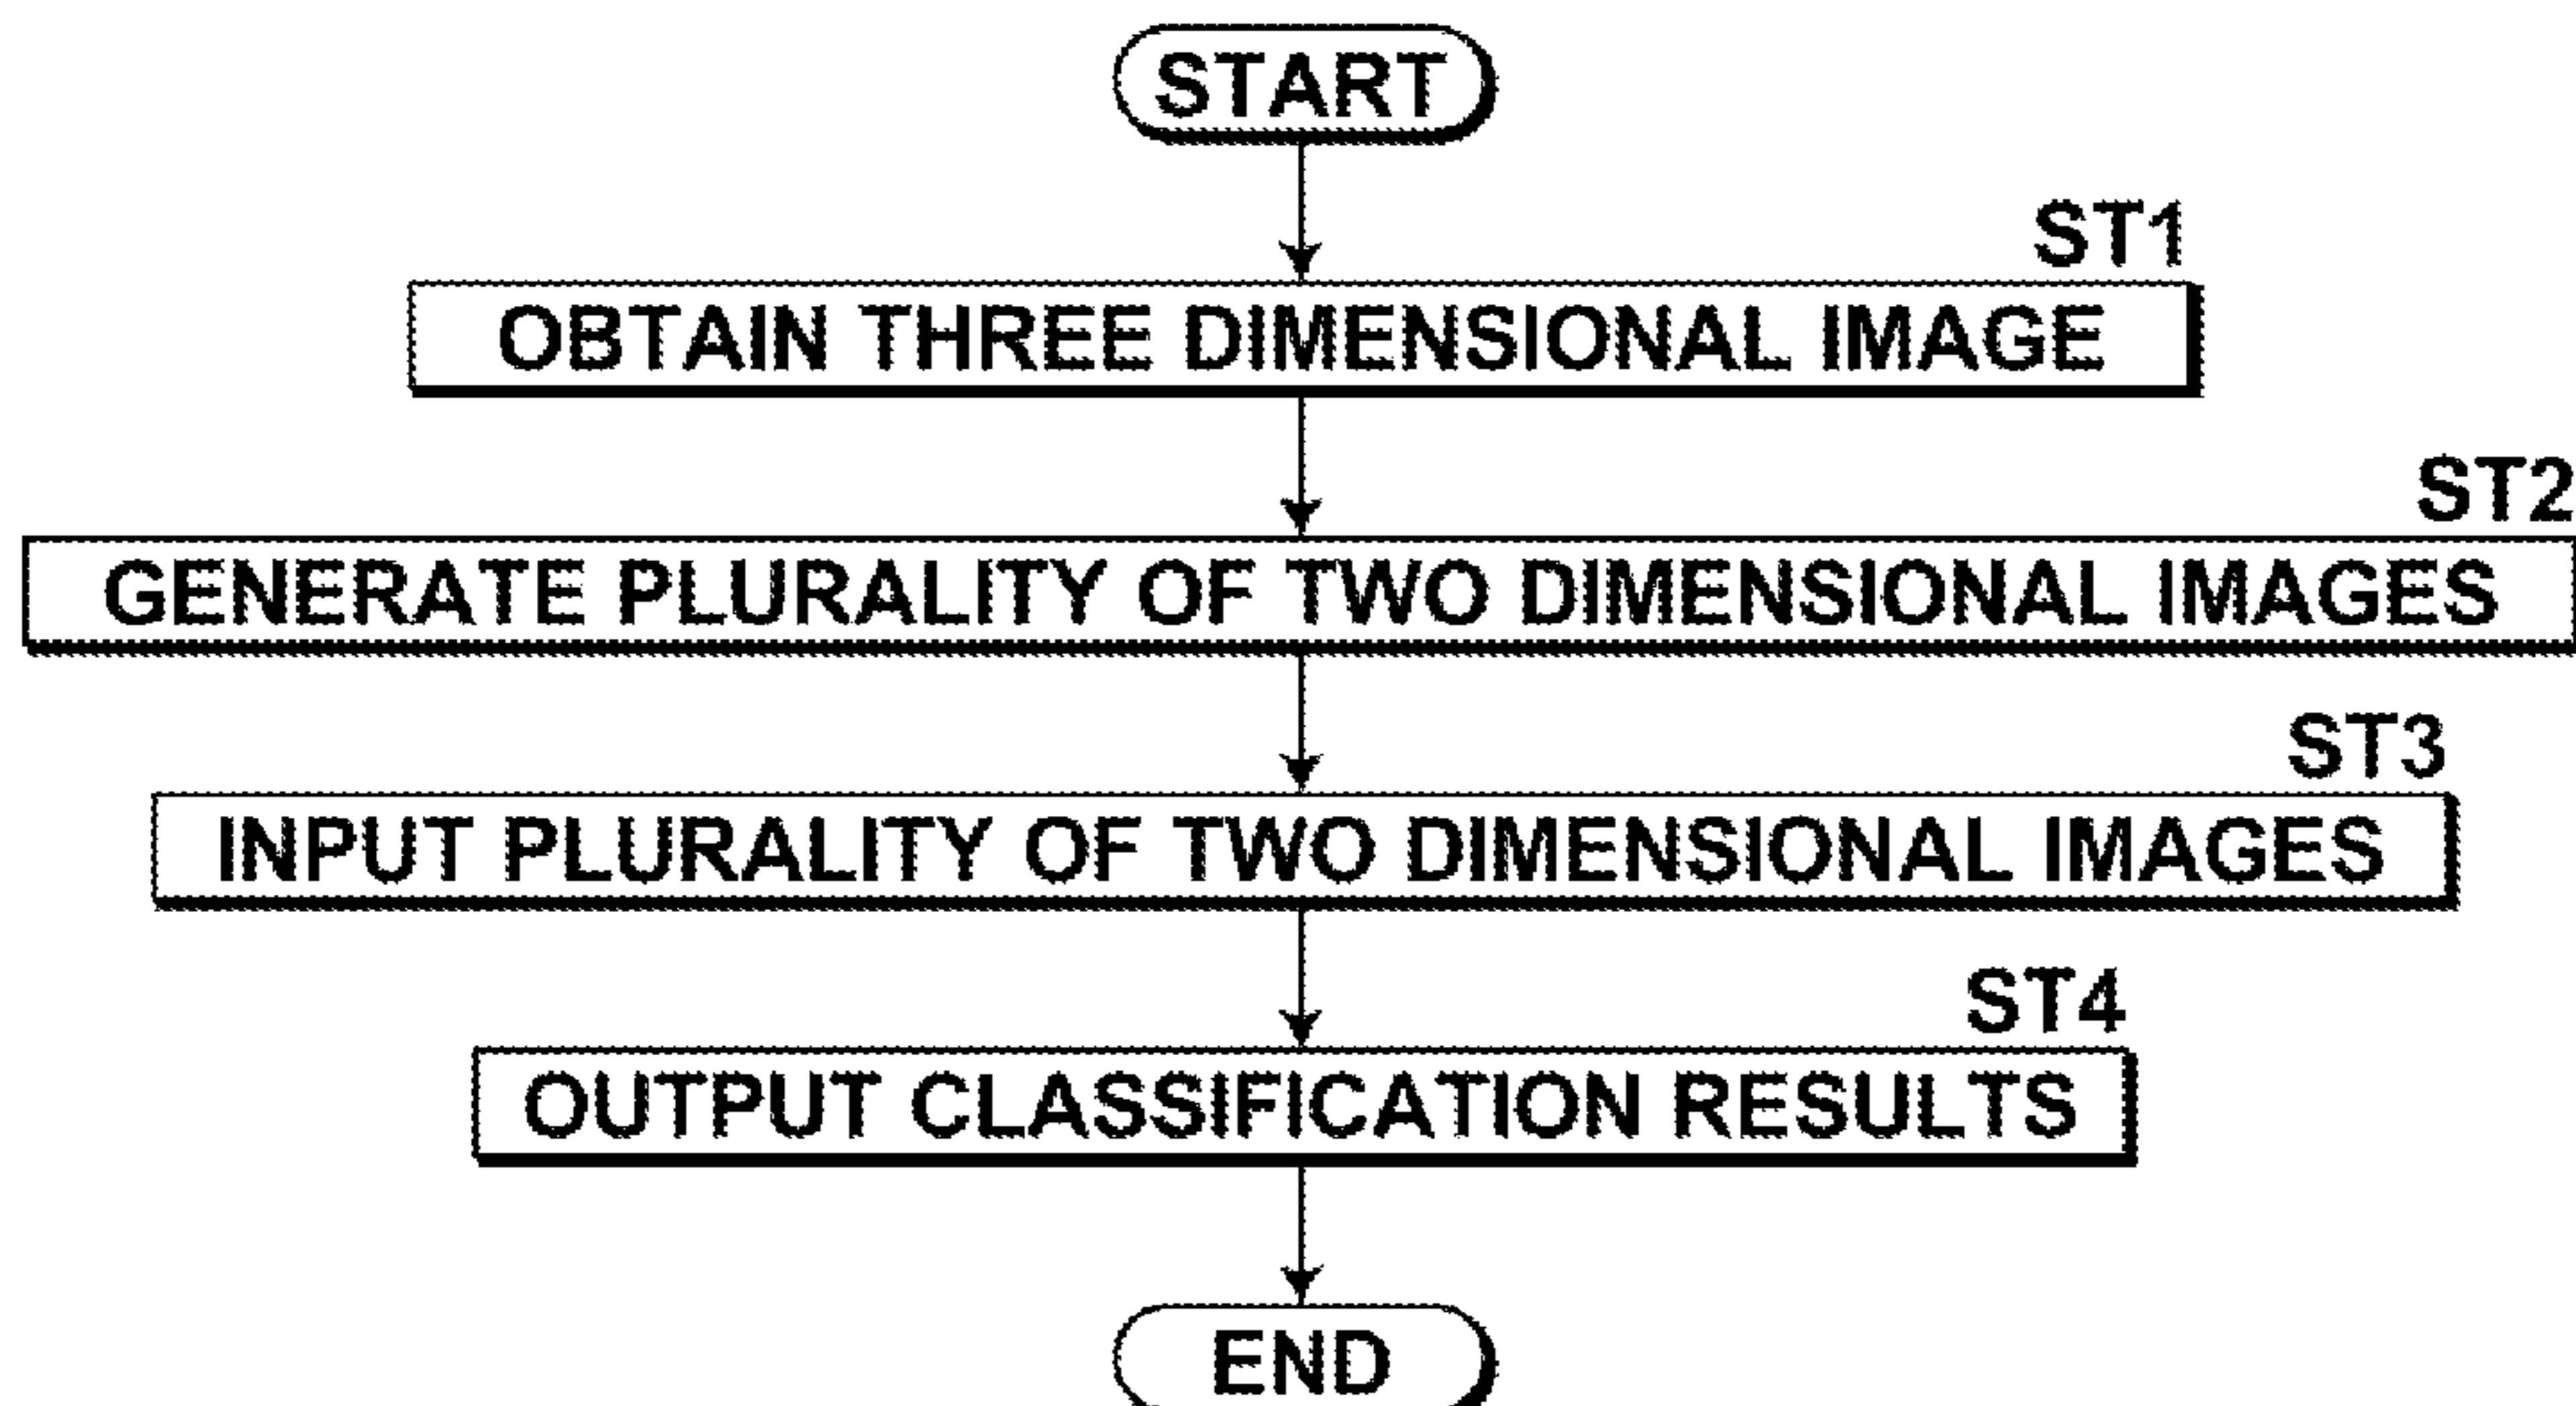 START
ST1
OBTAIN THREE DIMENSIONAL IMAGE
ST2
GENERATE PLURALITY OF TWO DIMENSIONAL IMAGES
ST3
INPUT PLURALITY OF TWO DIMENSIONAL IMAGES
ST4
OUTPUT CLASSIFICATION RESULTS
END